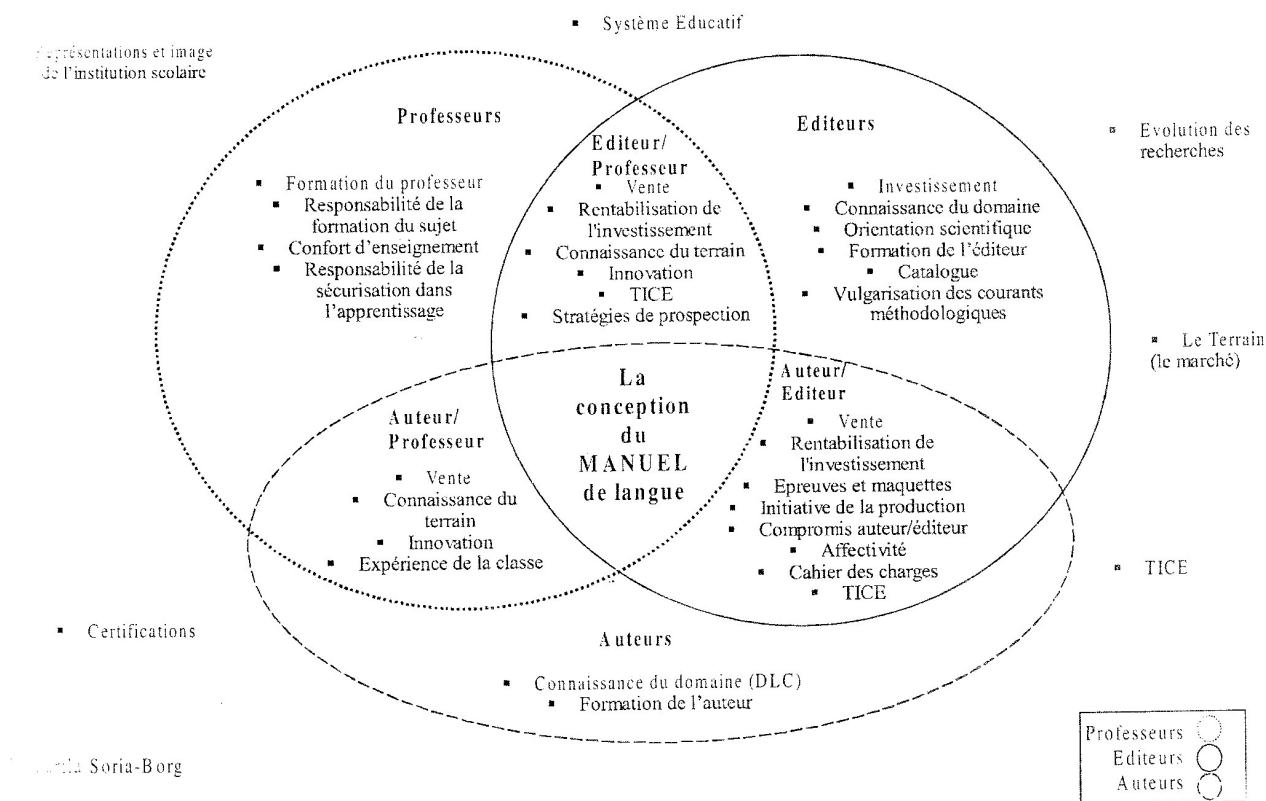 ▪ Système Educatif
Représentations et image
de l'institution scolaire
Professeurs
▪ Formation du professeur
▪ Responsabilité de la
formation du sujet
▪ Confort d'enseignement
▪ Responsabilité de la
sécurisation dans
l'apprentissage
Editeur/
Professeur
▪ Vente
▪ Rentabilisation de
l'investissement
▪ Connaissance du terrain
▪ Innovation
▪ TICE
▪ Stratégies de prospection
Editeurs
▪ Investissement
▪ Connaissance du domaine
▪ Orientation scientifique
▪ Formation de l'éditeur
▪ Catalogue
▪ Vulgarisation des courants
méthodologiques
▪ Evolution des
recherches
▪ Le Terrain
(le marché)
Auteur/
Professeur
▪ Vente
▪ Connaissance du
terrain
▪ Innovation
▪ Expérience de la classe
La
conception
du
MANUEL
de langue
Auteur/
Editeur
▪ Vente
▪ Rentabilisation de
l'investissement
▪ Epreuves et maquettes
▪ Initiative de la production
▪ Compromis auteur/éditeur
▪ Affectivité
▪ Cahier des charges
▪ TICE
▪ TICE
▪ Certifications
Auteurs
▪ Connaissance du domaine (DLC)
▪ Formation de l'auteur
Soria-Borg
Professeurs
Editeurs
Auteurs